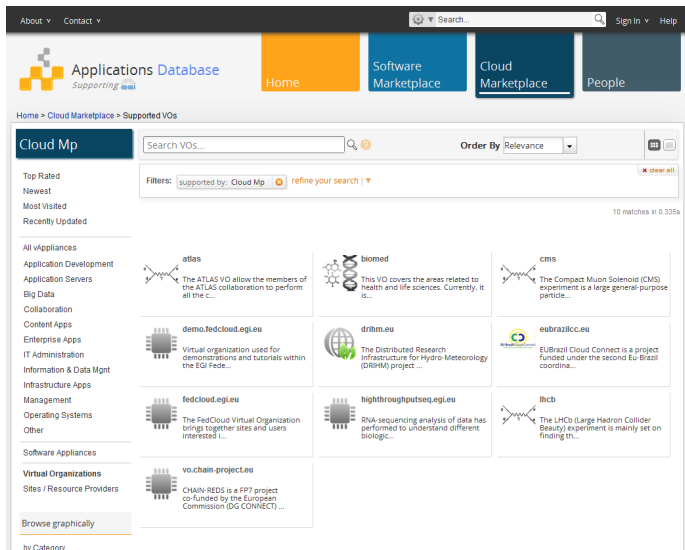 About ▾ Contact ▾ Search... Sign In ▾ Help
Applications Database
Supporting egi
Home
Software Marketplace
Cloud Marketplace
People
Home > Cloud Marketplace > Supported VOs
Cloud Mp
Search VOs...
Order By Relevance
Filters: supported by: Cloud Mp refine your search | ▼
clear all
10 matches in 0.335s
Top Rated
Newest
Most Visited
Recently Updated
All vAppliances
Application Development
Application Servers
Big Data
Collaboration
Content Apps
Enterprise Apps
IT Administration
Information & Data Mgnt
Infrastructure Apps
Management
Operating Systems
Other
Software Appliances
Virtual Organizations
Sites / Resource Providers
Browse graphically
by Category
atlas
The ATLAS VO allow the members of
the ATLAS collaboration to perform
all the c...
biomed
This VO covers the areas related to
health and life sciences. Currently, it
is...
cms
The Compact Muon Solenoid (CMS)
experiment is a large general-purpose
particle...
demo.fedcloud.egi.eu
Virtual organization used for
demonstrations and tutorials within
the EGI Fede...
drihm.eu
The Distributed Research
Infrastructure for Hydro-Meteorology
(DRIHM) project ...
eubrazilcc.eu
EUBrazil Cloud Connect is a project
funded under the second Eu-Brazil
coordina...
fedcloud.egi.eu
The FedCloud Virtual Organization
brings together sites and users
interested i...
highthroughputseq.egi.eu
RNA-sequencing analysis of data has
performed to understand different
biologic...
lhcb
The LHCb (Large Hadron Collider
Beauty) experiment is mainly set on
finding th...
vo.chain-project.eu
CHAIN-REDS is a FP7 project
co-funded by the European
Commission (DG CONNECT) ...